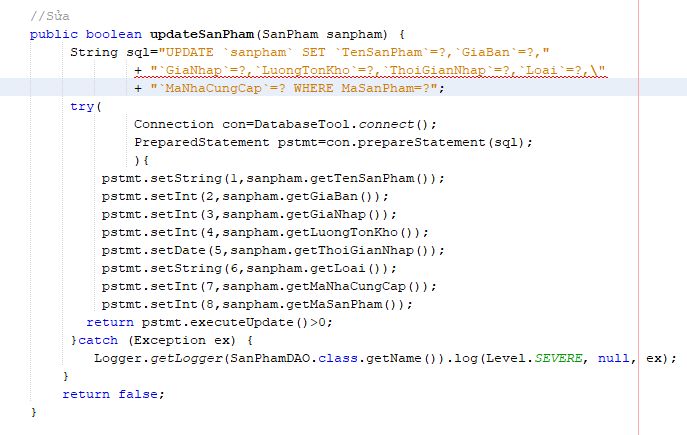 //Sửa
public boolean updateSanPham(SanPham sanpham) {
String sql="UPDATE `sanpham` SET `TenSanPham`=?,`GiaBan`=?,"
+ "`GiaNhap`=?,`LuongTonKho`=?,`ThoiGianNhap`=?,`Loai`=?,\"
+ "`MaNhaCungCap`=? WHERE MaSanPham=?";
try(
Connection con=DatabaseTool.connect();
PreparedStatement pstmt=con.prepareStatement(sql);
){
pstmt.setString(1,sanpham.getTenSanPham());
pstmt.setInt(2,sanpham.getGiaBan());
pstmt.setInt(3,sanpham.getGiaNhap());
pstmt.setInt(4,sanpham.getLuongTonKho());
pstmt.setDate(5,sanpham.getThoiGianNhap());
pstmt.setString(6,sanpham.getLoai());
pstmt.setInt(7,sanpham.getMaNhaCungCap());
pstmt.setInt(8,sanpham.getMaSanPham());
return pstmt.executeUpdate()>0;
}catch (Exception ex) {
Logger.getLogger(SanPhamDAO.class.getName()).log(Level.SEVERE, null, ex);
}
return false;
}